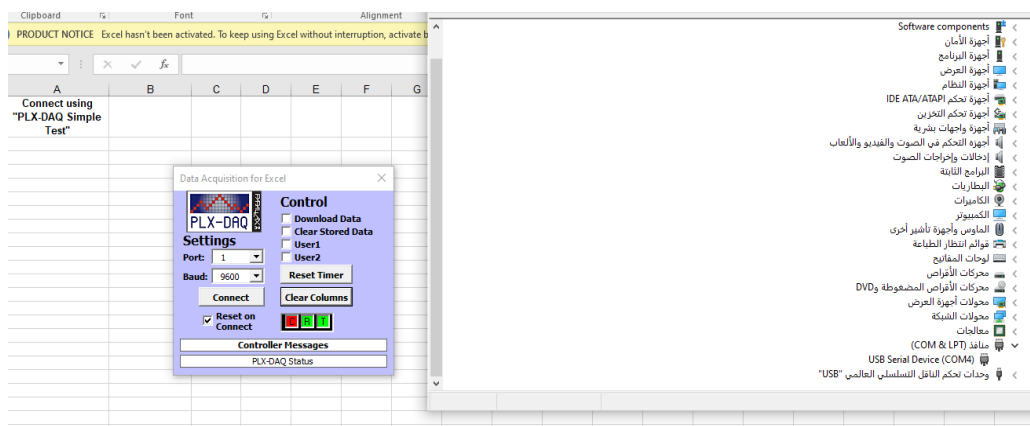 Clipboard
Font
Alignment
PRODUCT NOTICE Excel hasn't been activated. To keep using Excel without interruption, activate b
fx
A B C D E F G
Connect using
"PLX-DAQ Simple
Test"
Data Acquisition for Excel
PLX-DAQ
PARALLAX
Control
Download Data
Clear Stored Data
User1
User2
Settings
Port: 1
Baud: 9600
Reset Timer
Connect
Clear Columns
Reset on
Connect
C R T
Controller Messages
PLX-DAQ Status
Software components
أجهزة الأمان
أجهزة البرنامج
أجهزة العرض
أجهزة النظام
أجهزة تحكم IDE ATA/ATAPI
أجهزة تحكم التخزين
أجهزة واجهات بشرية
أجهزه التحكم في الصوت والفيديو والألعاب
إدخالات وإخراجات الصوت
البرامج الثابتة
البطاريات
الكاميرات
الكمبيوتر
الماوس وأجهزة تأشير أخرى
قوائم انتظار الطباعة
لوحات المفاتيح
محركات الأقراص
محركات الأقراص المضغوطة وDVD
محولات أجهزة العرض
محولات الشبكة
معالجات
منافذ (COM & LPT)
USB Serial Device (COM4)
وحدات تحكم الناقل التسلسلي العالمي "USB"